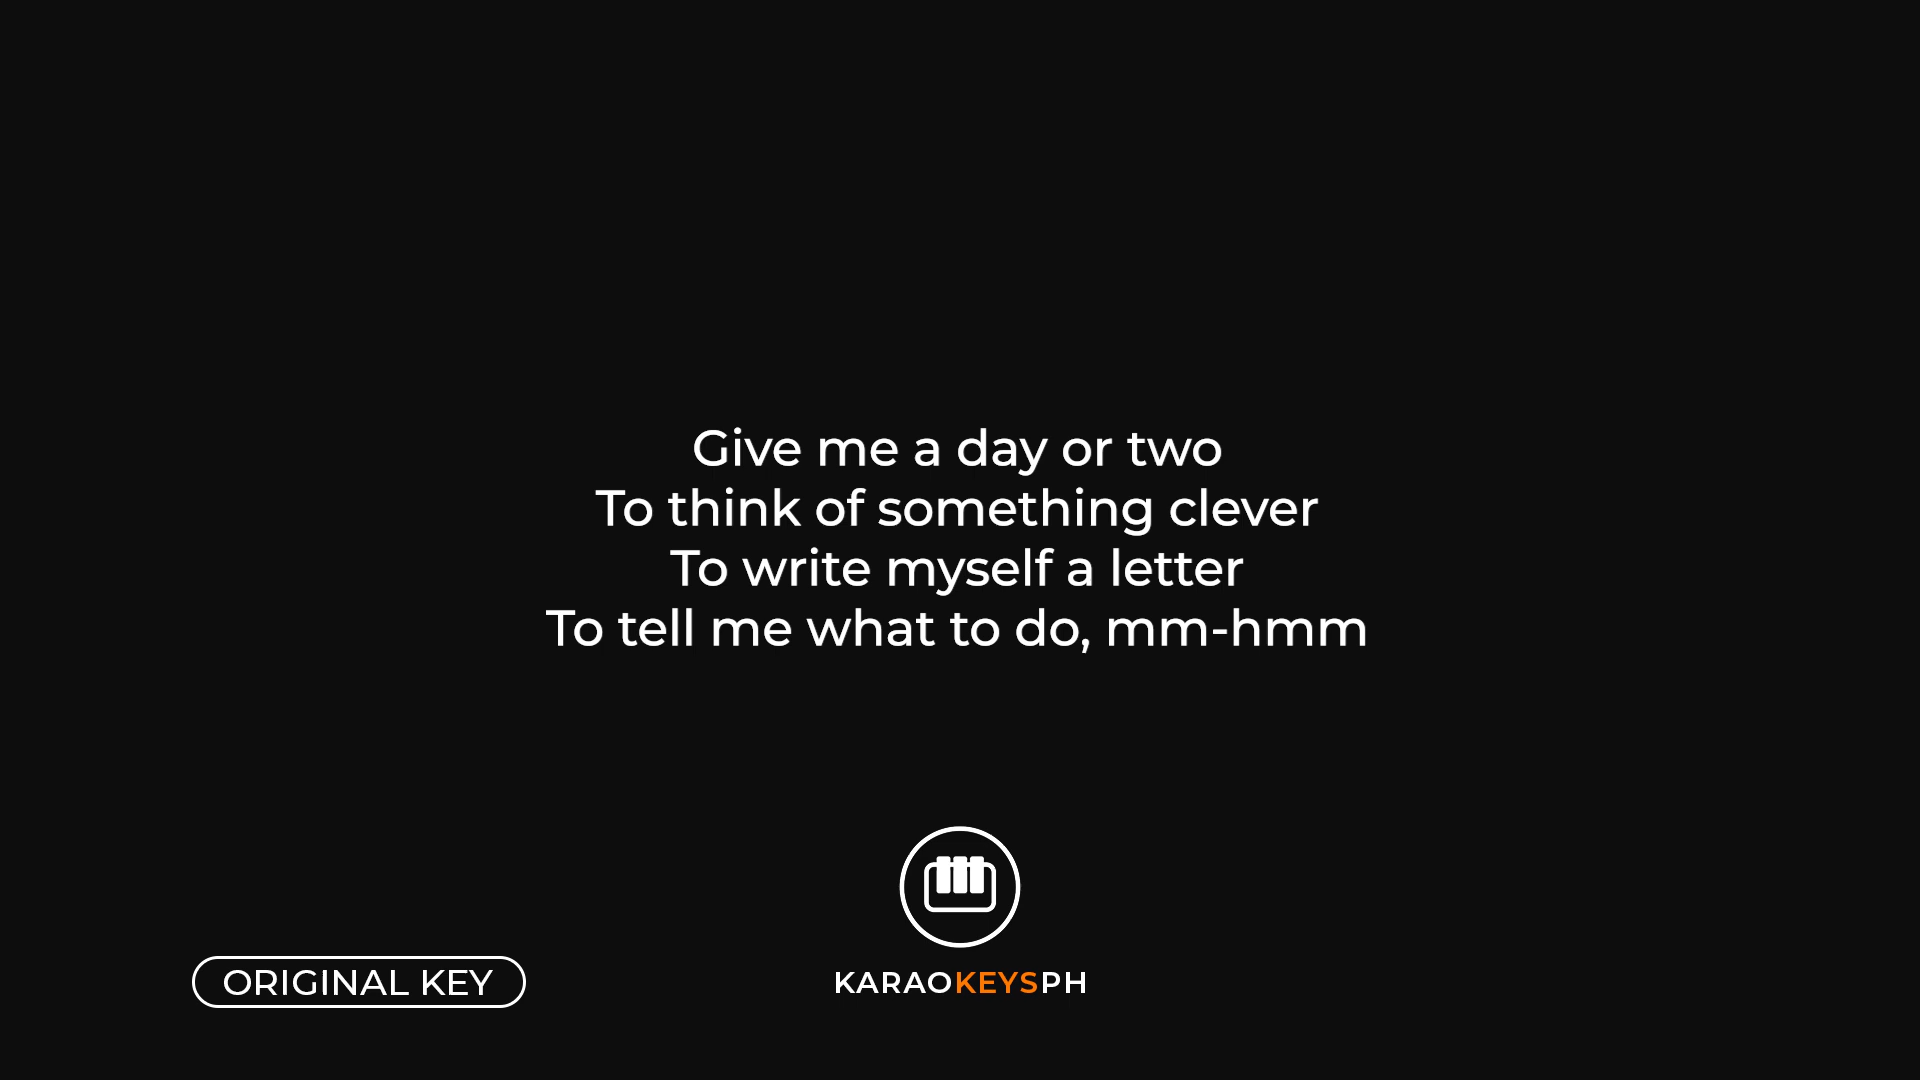 Give me a day or two
To think of something clever
To write myself a letter
To tell me what to do, mm-hmm
ORIGINAL KEY
KARAOKEYSPH